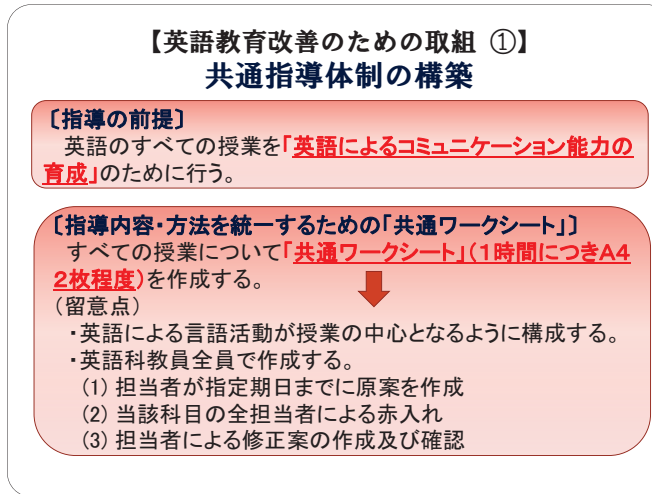 【英語教育改善のための取組 ①】
共通指導体制の構築
〔指導の前提〕
英語のすべての授業を「英語によるコミュニケーション能力の
育成」のために行う。
〔指導内容・方法を統一するための「共通ワークシート」〕
すべての授業について「共通ワークシート」(1時間につきA4
2枚程度)を作成する。
(留意点)
・英語による言語活動が授業の中心となるように構成する。
・英語科教員全員で作成する。
(1) 担当者が指定期日までに原案を作成
(2) 当該科目の全担当者による赤入れ
(3) 担当者による修正案の作成及び確認